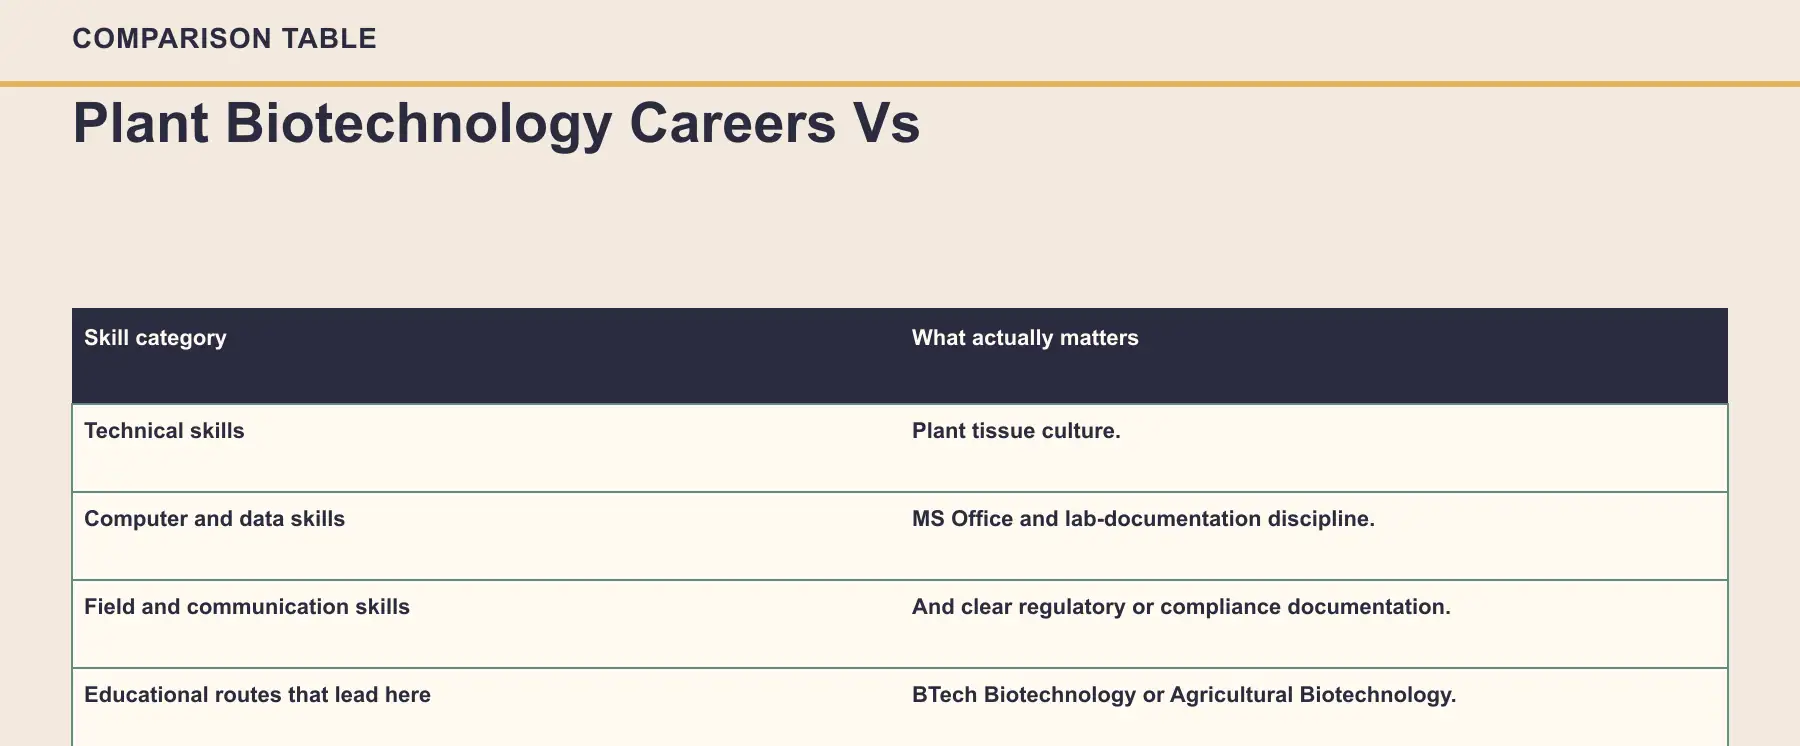 COMPARISON TABLE
Plant Biotechnology Careers Vs
Skill category What actually matters
Technical skills Plant tissue culture.
Computer and data skills MS Office and lab-documentation discipline.
Field and communication skills And clear regulatory or compliance documentation.
Educational routes that lead here BTech Biotechnology or Agricultural Biotechnology.